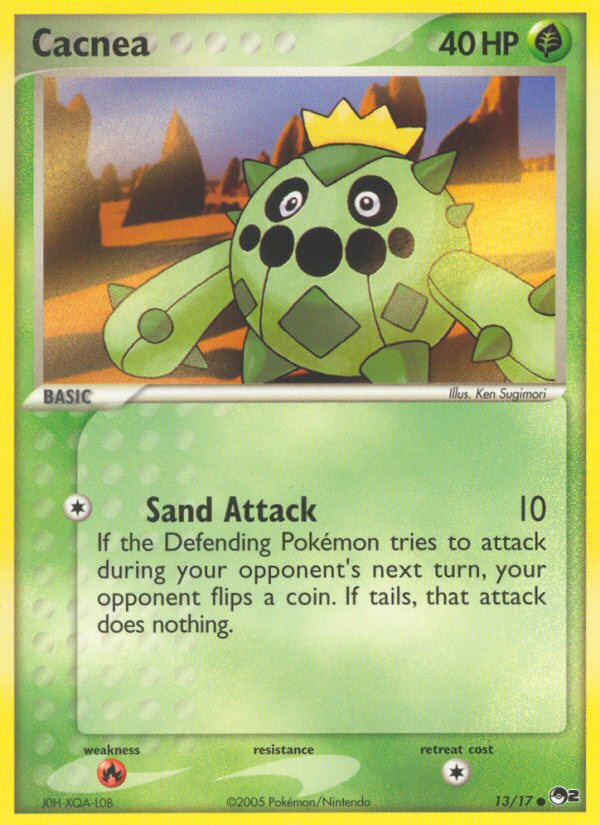 Cacnea 40 HP
BASIC Illus. Ken Sugimori
Sand Attack 10
If the Defending Pokémon tries to attack
during your opponent's next turn, your
opponent flips a coin. If tails, that attack
does nothing.
weakness resistance retreat cost
J0H-XQA-L0B ©2005 Pokémon/Nintendo 13/17 2